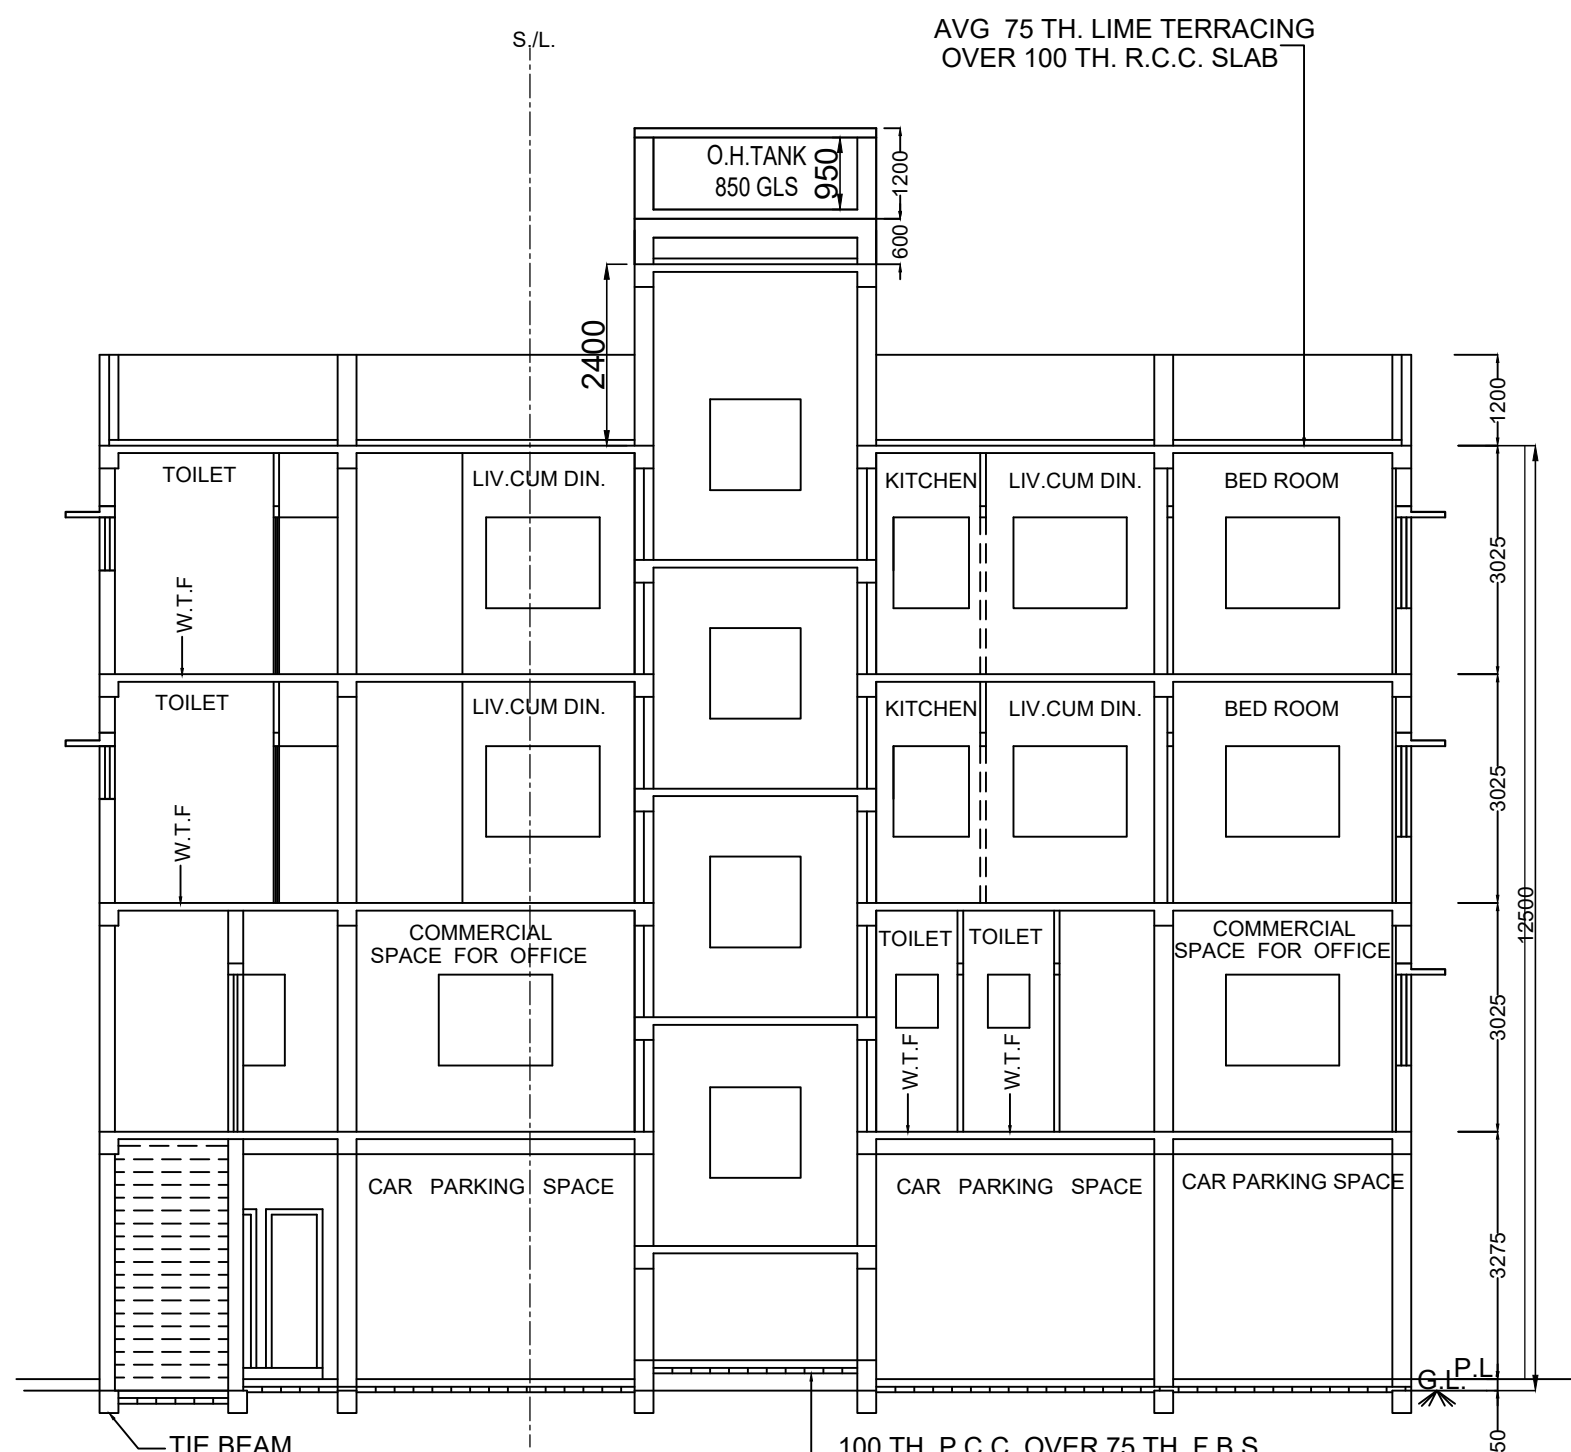 S./L.
AVG 75 TH. LIME TERRACING
OVER 100 TH. R.C.C. SLAB
O.H.TANK
850 GLS
950
1200
600
2400
1200
TOILET
LIV.CUM DIN.
KITCHEN
LIV.CUM DIN.
BED ROOM
3025
W.T.F
TOILET
LIV.CUM DIN.
KITCHEN
LIV.CUM DIN.
BED ROOM
3025
W.T.F
12500
COMMERCIAL
SPACE FOR OFFICE
TOILET
TOILET
COMMERCIAL
SPACE FOR OFFICE
3025
W.T.F
W.T.F
CAR PARKING SPACE
CAR PARKING SPACE
CAR PARKING SPACE
3275
P.L.
G.L.
TIE BEAM
100 TH. P.C.C. OVER 75 TH. F.B.S